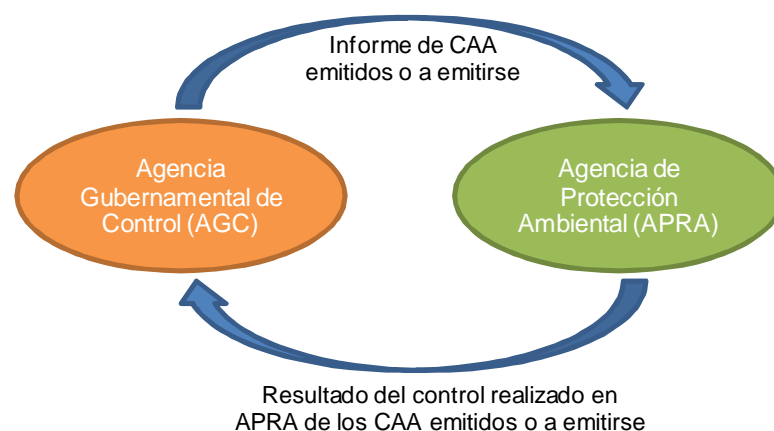 Informe de CAA
emitidos o a emitirse
Agencia
Gubernamental de
Control (AGC)
Agencia de
Protección
Ambiental (APRA)
Resultado del control realizado en
APRA de los CAA emitidos o a emitirse